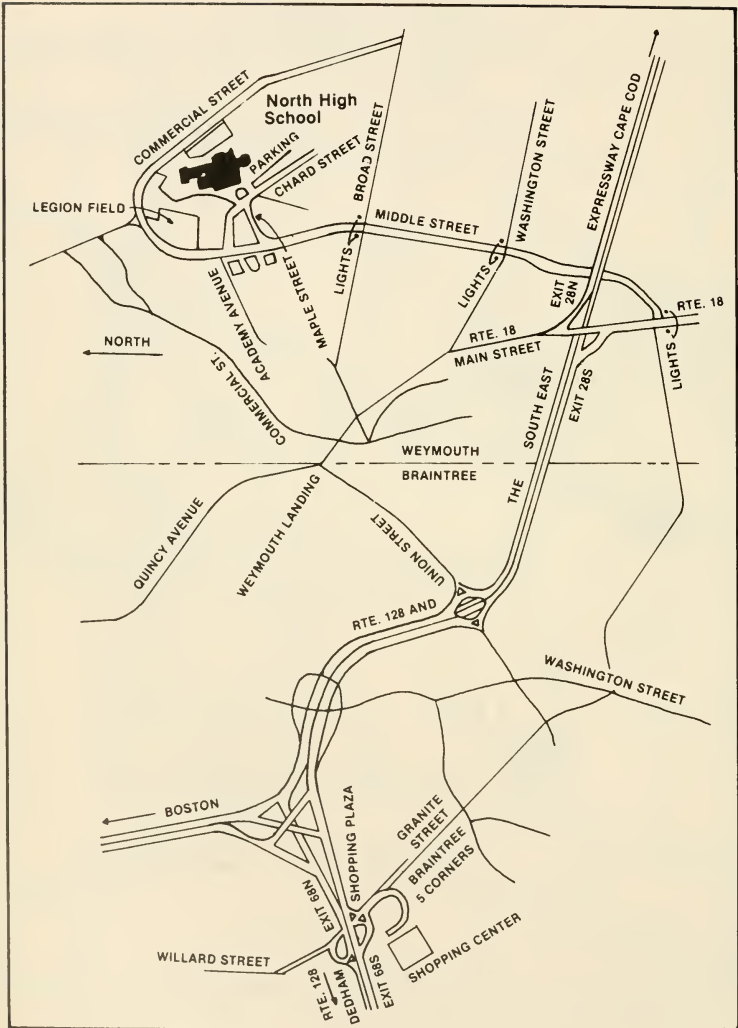 COMMERCIAL STREET
North High
School
PARKING
CHARD STREET
BROAD STREET
WASHINGTON STREET
EXPRESSWAY CAPE COD
LEGION FIELD
MIDDLE STREET
LIGHTS
LIGHTS
EXIT
28N
RTE. 18
ACADEMY AVENUE
MAPLE STREET
RTE. 18
MAIN STREET
LIGHTS
NORTH
COMMERCIAL ST.
EXIT 28S
THE SOUTH EAST
WEYMOUTH
BRAINTREE
QUINCY AVENUE
WEYMOUTH LANDING
UNION STREET
RTE. 128 AND
WASHINGTON STREET
BOSTON
SHOPPING PLAZA
GRANITE
STREET
BRAINTREE
5 CORNERS
EXIT 68N
WILLARD STREET
SHOPPING CENTER
RTE. 128
DEDHAM
EXIT 68S